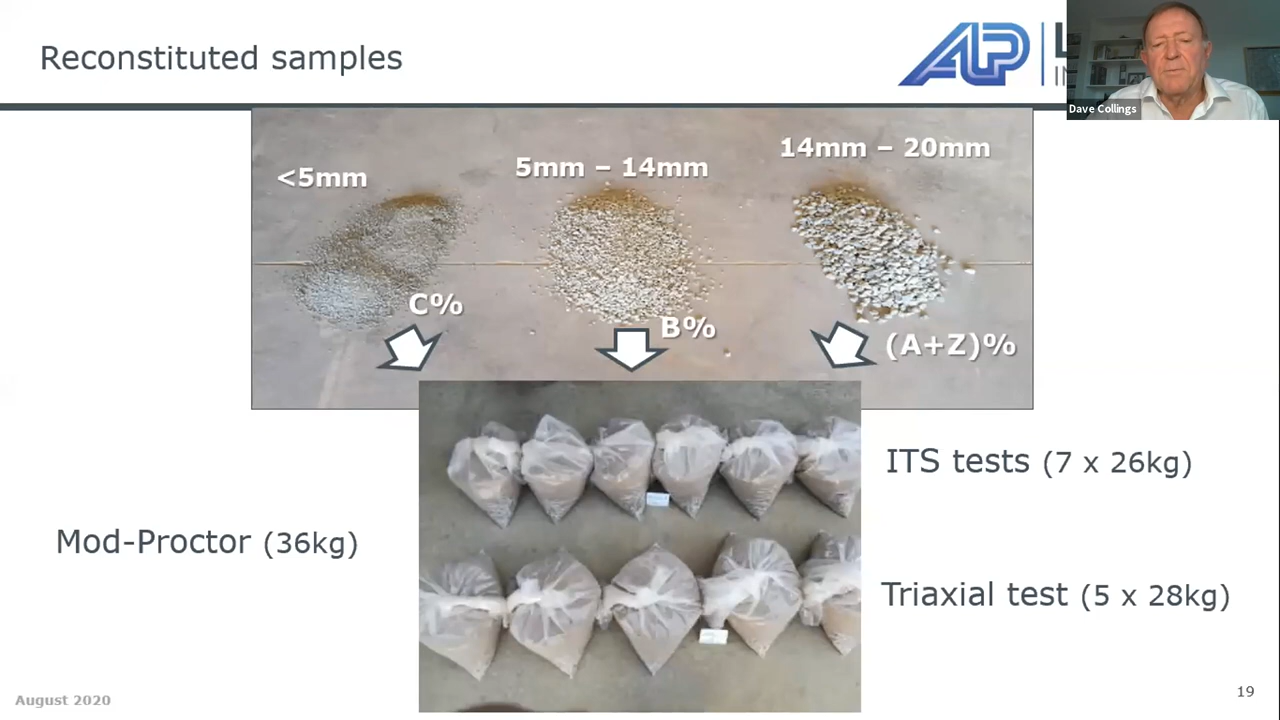 Reconstituted samples
ALP
Dave Collings
<5mm
5mm – 14mm
14mm – 20mm
C%
B%
(A+Z)%
ITS tests (7 x 26kg)
Mod-Proctor (36kg)
Triaxial test (5 x 28kg)
August 2020
19